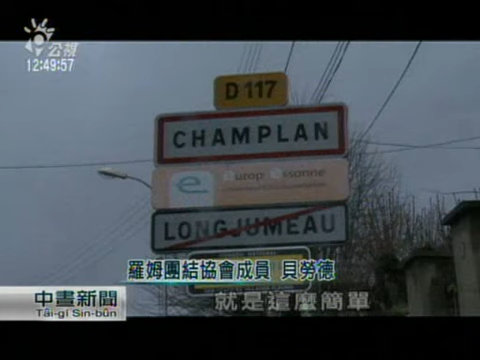 公視
12:49:57
D 117
CHAMPLAN
Europ Essonne
LONGJUMEAU
羅姆團結協會成員 貝勞德
就是這麼簡單
中晝新聞
Tâi-gí Sin-bûn